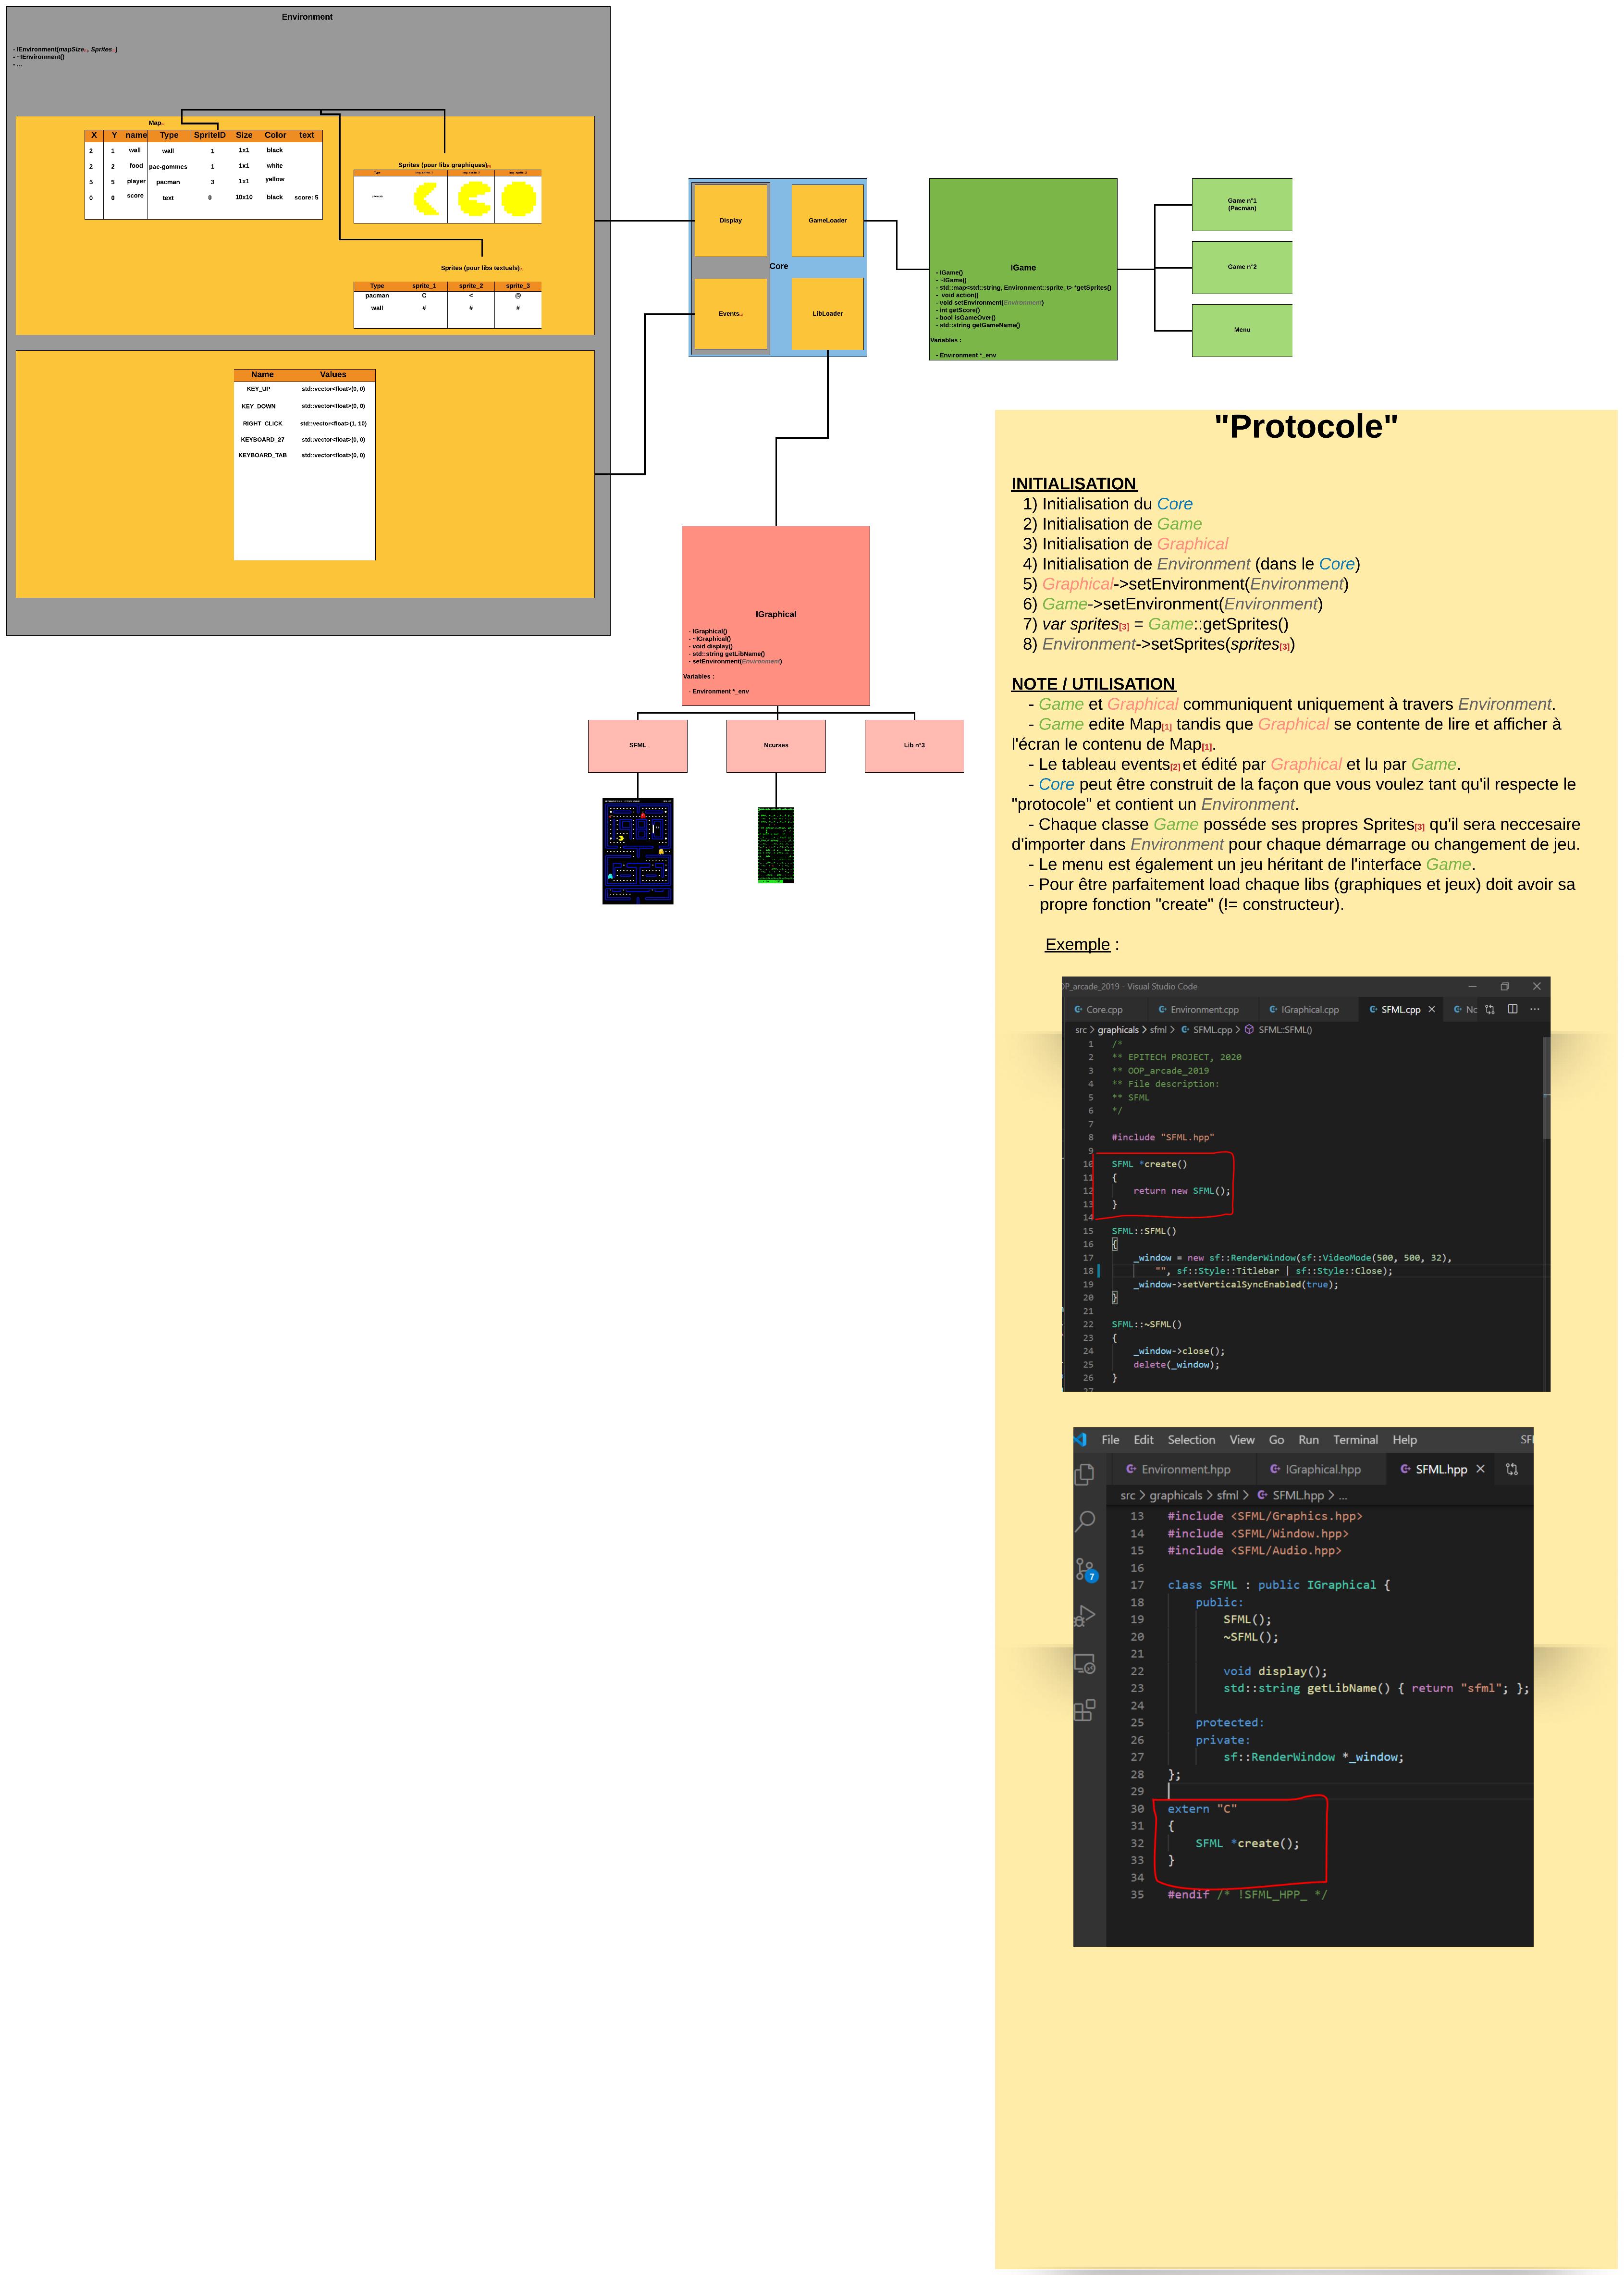 Environment
- IEnvironment(mapSize, Sprites)
- ~IEnvironment()
- ...
Map
X Y name Type SpriteID Size Color text
2 1 wall wall 1 1x1 black
2 2 food pac-gommes 1 1x1 white
5 5 player pacman 3 1x1 yellow
0 0 score text 0 10x10 black score: 5
Sprites (pour libs graphiques)
Type
Sprites (pour libs textuels)
Type sprite_1 sprite_2 sprite_3
pacman C < @
wall # # #
Name Values
KEY_UP std::vector<float>(0, 0)
KEY_DOWN std::vector<float>(0, 0)
RIGHT_CLICK std::vector<float>(1, 10)
KEYBOARD_27 std::vector<float>(0, 0)
KEYBOARD_TAB std::vector<float>(0, 0)
Display
GameLoader
Core
Events
LibLoader
IGame
- IGame()
- ~IGame()
- std::map<std::string, Environment::sprite_t> *getSprites()
- void action()
- void setEnvironment(Environment)
- int getScore()
- bool isGameOver()
- std::string getGameName()
Variables :
- Environment *_env
Game n°1
(Pacman)
Game n°2
Menu
IGraphical
- IGraphical()
- ~IGraphical()
- void display()
- std::string getLibName()
- setEnvironment(Environment)
Variables :
- Environment *_env
SFML
Ncurses
Lib n°3
"Protocole"
INITIALISATION
1) Initialisation du Core
2) Initialisation de Game
3) Initialisation de Graphical
4) Initialisation de Environment (dans le Core)
5) Graphical->setEnvironment(Environment)
6) Game->setEnvironment(Environment)
7) var sprites[3] = Game::getSprites()
8) Environment->setSprites(sprites[3])
NOTE / UTILISATION
- Game et Graphical communiquent uniquement à travers Environment.
- Game edite Map[1] tandis que Graphical se contente de lire et afficher à
l'écran le contenu de Map[1].
- Le tableau events[2] et édité par Graphical et lu par Game.
- Core peut être construit de la façon que vous voulez tant qu'il respecte le
"protocole" et contient un Environment.
- Chaque classe Game posséde ses propres Sprites[3] qu'il sera neccesaire
d'importer dans Environment pour chaque démarrage ou changement de jeu.
- Le menu est également un jeu héritant de l'interface Game.
- Pour être parfaitement load chaque libs (graphiques et jeux) doit avoir sa
propre fonction "create" (!= constructeur).
Exemple :
OP_arcade_2019 - Visual Studio Code
Core.cpp Environment.cpp IGraphical.cpp SFML.cpp Nc
src > graphicals > sfml > SFML.cpp > SFML::SFML()
1 /*
2 ** EPITECH PROJECT, 2020
3 ** OOP_arcade_2019
4 ** File description:
5 ** SFML
6 */
7
8 #include "SFML.hpp"
9
10 SFML *create()
11 {
12 return new SFML();
13 }
14
15 SFML::SFML()
16 {
17 _window = new sf::RenderWindow(sf::VideoMode(500, 500, 32),
18 "", sf::Style::Titlebar | sf::Style::Close);
19 _window->setVerticalSyncEnabled(true);
20 }
21
22 SFML::~SFML()
23 {
24 _window->close();
25 delete(_window);
26 }
27
File Edit Selection View Go Run Terminal Help SF
Environment.hpp IGraphical.hpp SFML.hpp
src > graphicals > sfml > SFML.hpp > ...
7
13 #include <SFML/Graphics.hpp>
14 #include <SFML/Window.hpp>
15 #include <SFML/Audio.hpp>
16
17 class SFML : public IGraphical {
18 public:
19 SFML();
20 ~SFML();
21
22 void display();
23 std::string getLibName() { return "sfml"; };
24
25 protected:
26 private:
27 sf::RenderWindow *_window;
28 };
29
30 extern "C"
31 {
32 SFML *create();
33 }
34
35 #endif /* !SFML_HPP_ */